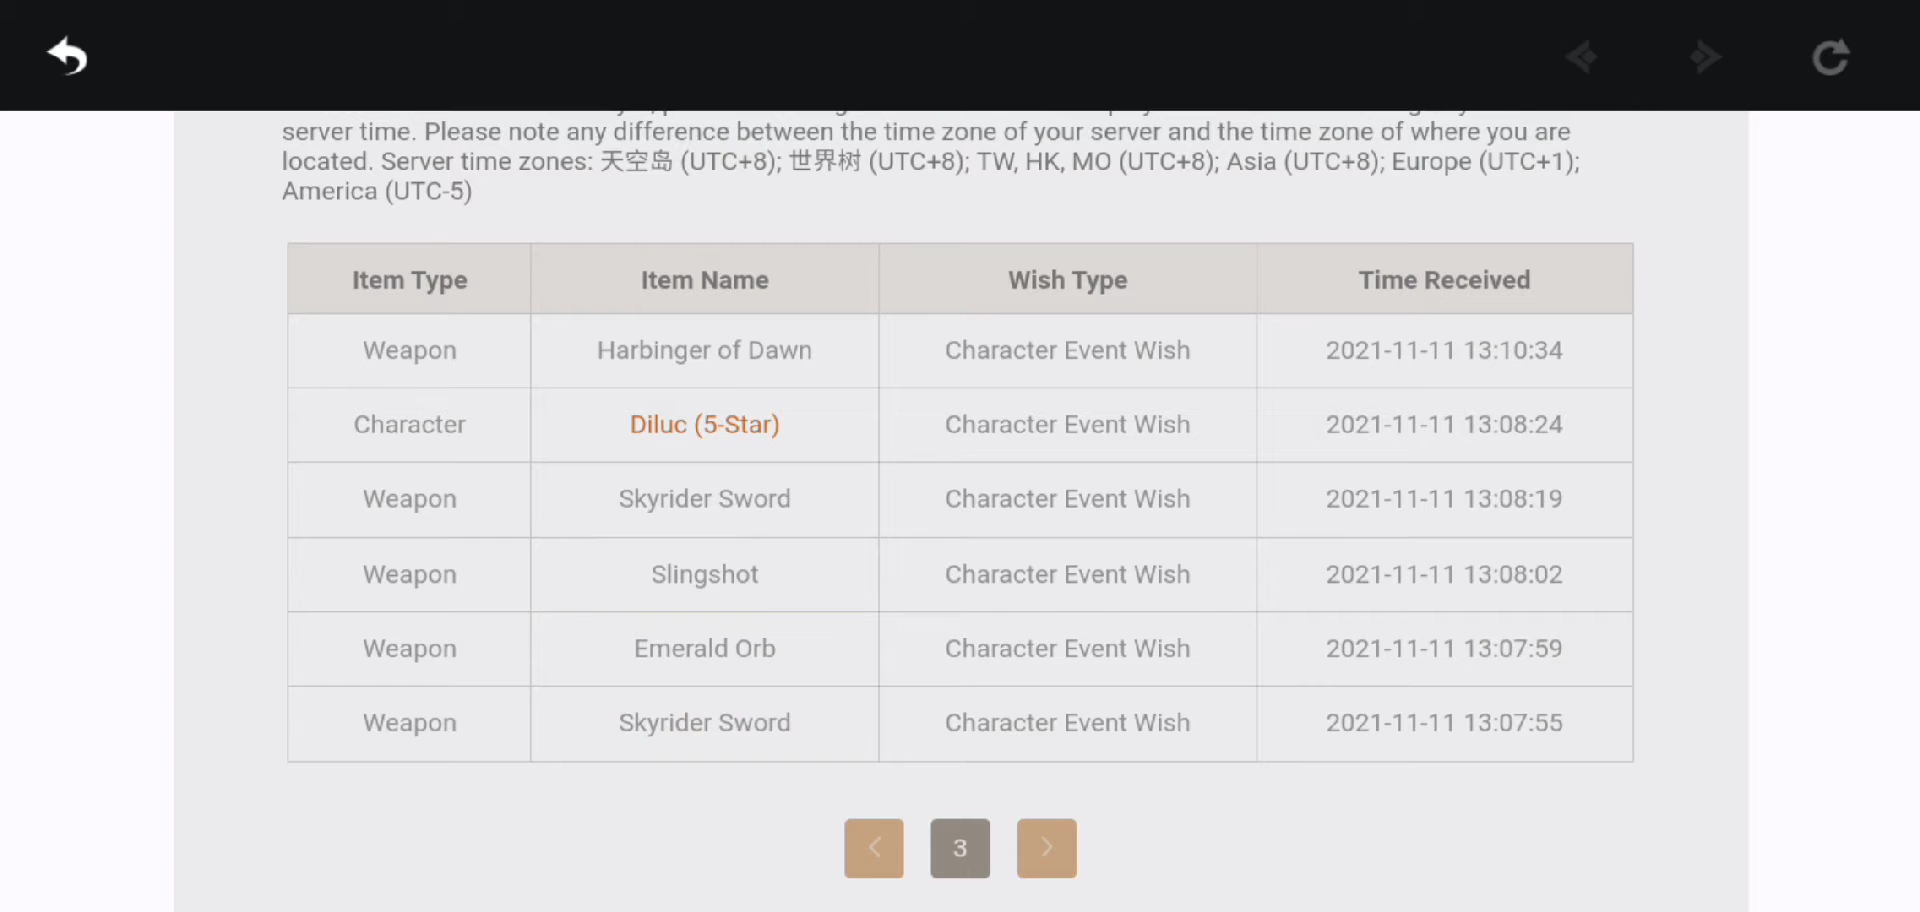 server time. Please note any difference between the time zone of your server and the time zone of where you are
located. Server time zones: 天空岛 (UTC+8); 世界树 (UTC+8); TW, HK, MO (UTC+8); Asia (UTC+8); Europe (UTC+1);
America (UTC-5)
Item Type Item Name Wish Type Time Received
Weapon Harbinger of Dawn Character Event Wish 2021-11-11 13:10:34
Character Diluc (5-Star) Character Event Wish 2021-11-11 13:08:24
Weapon Skyrider Sword Character Event Wish 2021-11-11 13:08:19
Weapon Slingshot Character Event Wish 2021-11-11 13:08:02
Weapon Emerald Orb Character Event Wish 2021-11-11 13:07:59
Weapon Skyrider Sword Character Event Wish 2021-11-11 13:07:55
3